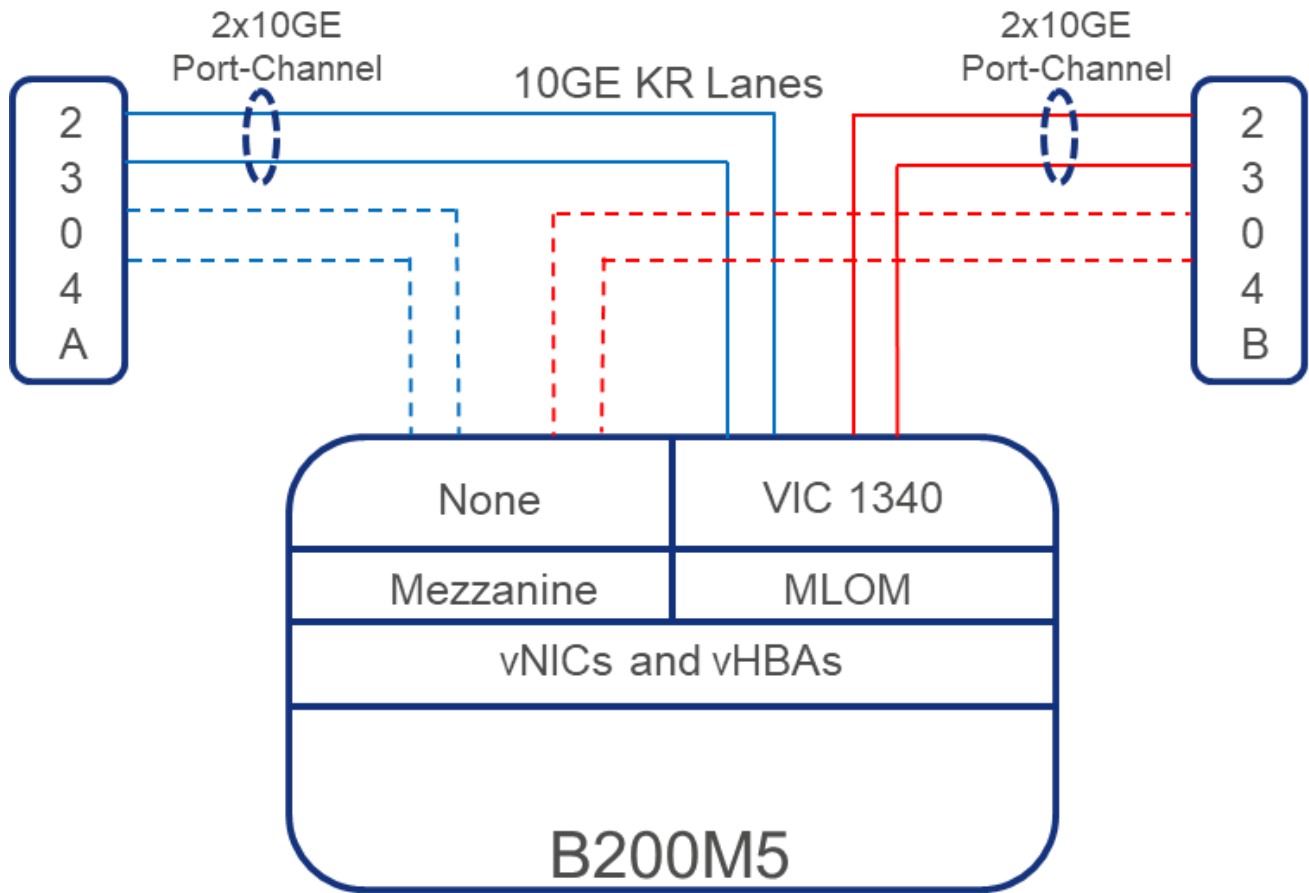 2x10GE
Port-Channel
2x10GE
Port-Channel
10GE KR Lanes
2
3
0
4
A
2
3
0
4
B
None
VIC 1340
Mezzanine
MLOM
vNICs and vHBAs
B200M5